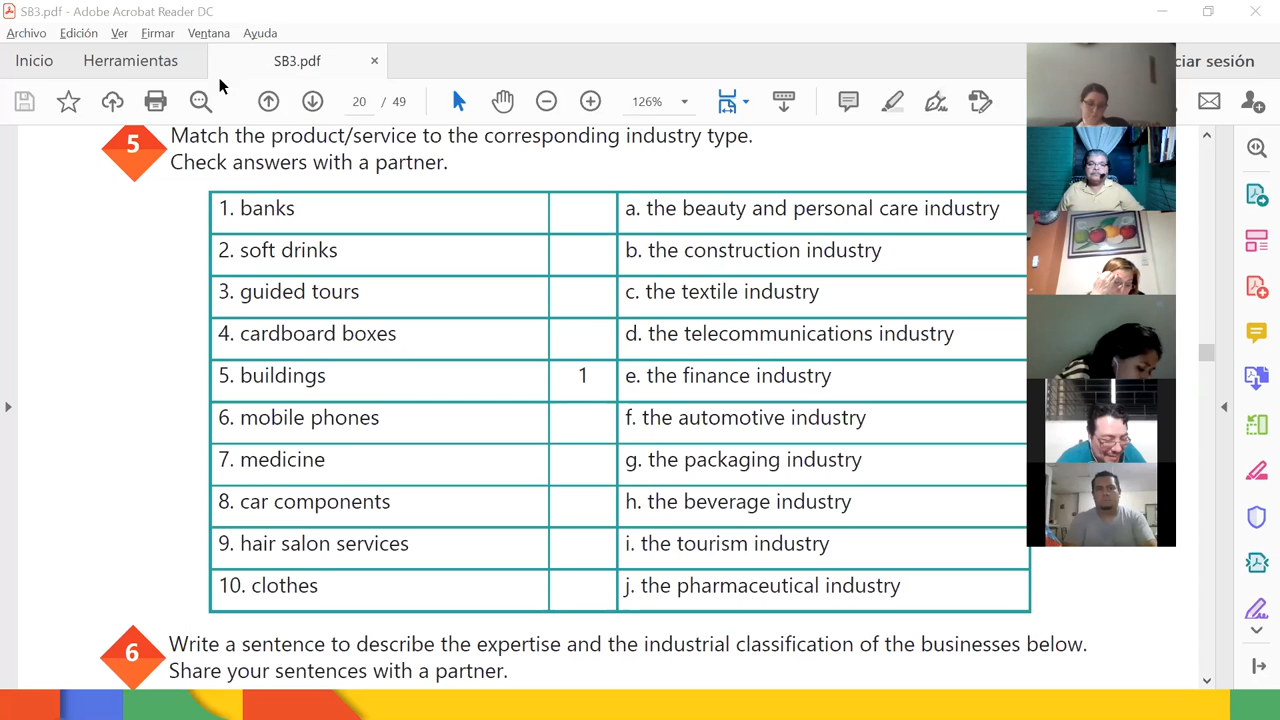 SB3.pdf - Adobe Acrobat Reader DC
Archivo Edición Ver Firmar Ventana Ayuda
Inicio Herramientas SB3.pdf × ciar sesión
20 / 49 126%
5 Match the product/service to the corresponding industry type.
Check answers with a partner.
1. banks a. the beauty and personal care industry
2. soft drinks b. the construction industry
3. guided tours c. the textile industry
4. cardboard boxes d. the telecommunications industry
5. buildings 1 e. the finance industry
6. mobile phones f. the automotive industry
7. medicine g. the packaging industry
8. car components h. the beverage industry
9. hair salon services i. the tourism industry
10. clothes j. the pharmaceutical industry
6 Write a sentence to describe the expertise and the industrial classification of the businesses below.
Share your sentences with a partner.